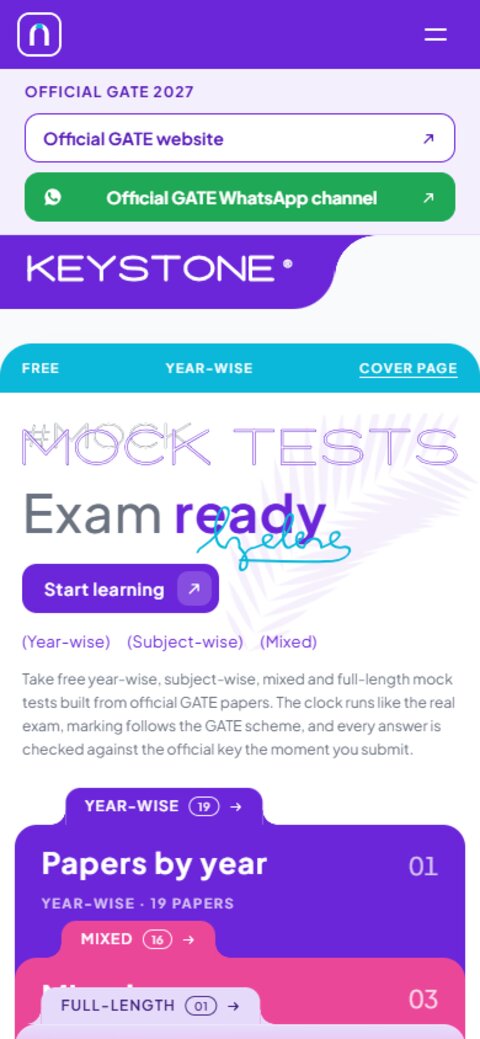 OFFICIAL GATE 2027
Official GATE website
Official GATE WhatsApp channel
KEYSTONE ®
FREE YEAR-WISE COVER PAGE
#MOCK
MOCK TESTS
Exam ready
Start learning
(Year-wise) (Subject-wise) (Mixed)
Take free year-wise, subject-wise, mixed and full-length mock
tests built from official GATE papers. The clock runs like the real
exam, marking follows the GATE scheme, and every answer is
checked against the official key the moment you submit.
YEAR-WISE 19
Papers by year 01
YEAR-WISE · 19 PAPERS
MIXED 16
03
FULL-LENGTH 01